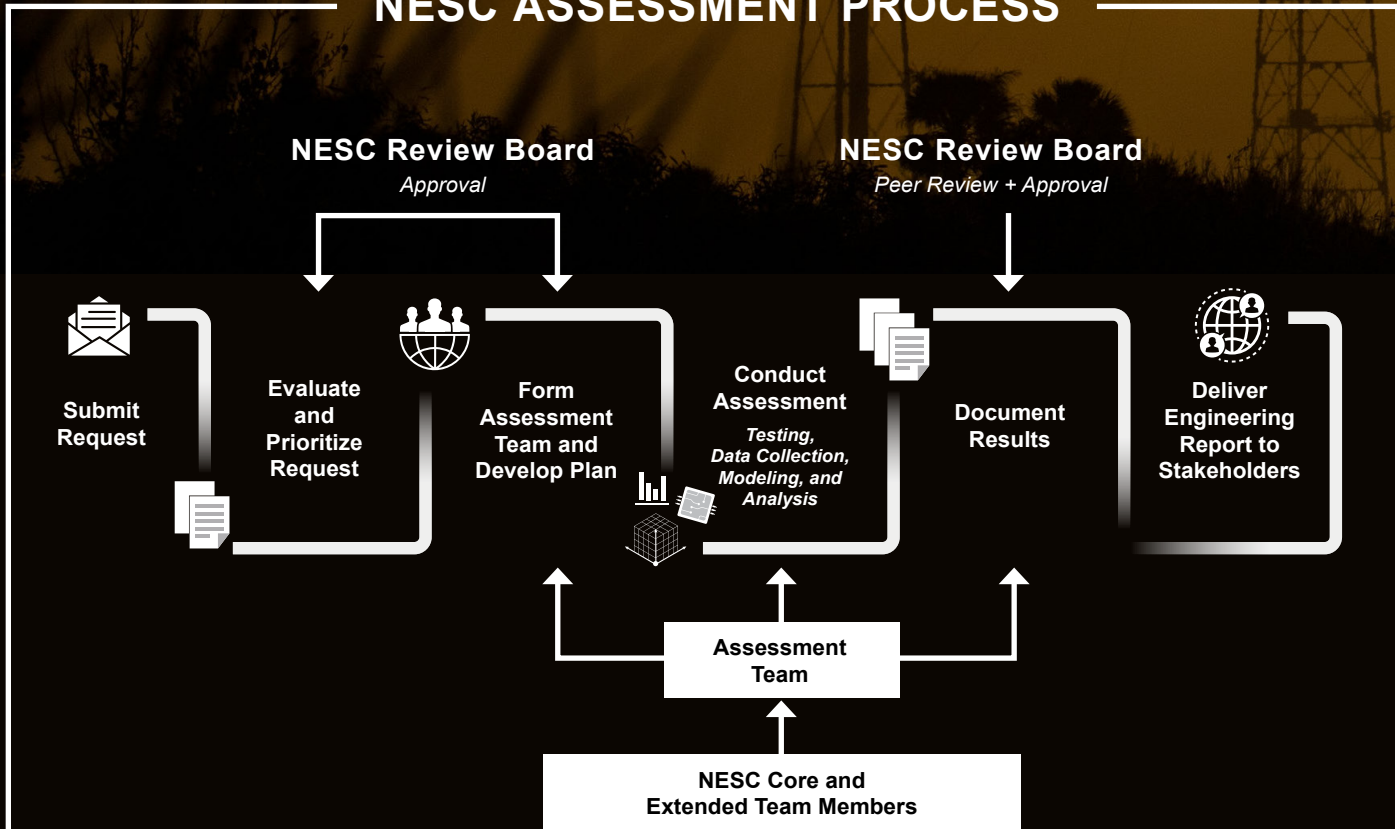 NESC ASSESSMENT PROCESS
NESC Review Board
Approval
NESC Review Board
Peer Review + Approval
Submit
Request
Evaluate
and
Prioritize
Request
Form
Assessment
Team and
Develop Plan
Conduct
Assessment
Testing,
Data Collection,
Modeling, and
Analysis
Document
Results
Deliver
Engineering
Report to
Stakeholders
Assessment
Team
NESC Core and
Extended Team Members